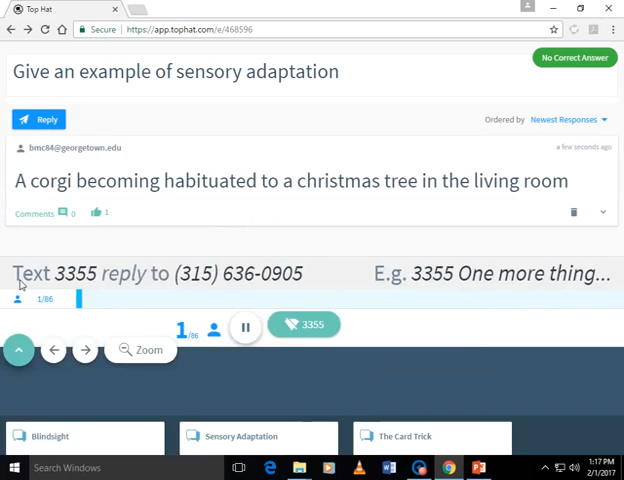 Top Hat
Secure https://app.tophat.com/e/468596
No Correct Answer
Give an example of sensory adaptation
Reply
Ordered by Newest Responses
bmc84@georgetown.edu
a few seconds ago
A corgi becoming habituated to a christmas tree in the living room
Comments 0 1
Text 3355 reply to (315) 636-0905 E.g. 3355 One more thing...
1/86
1/86 3355
Zoom
Blindsight Sensory Adaptation The Card Trick
Search Windows
1:17 PM
2/1/2017